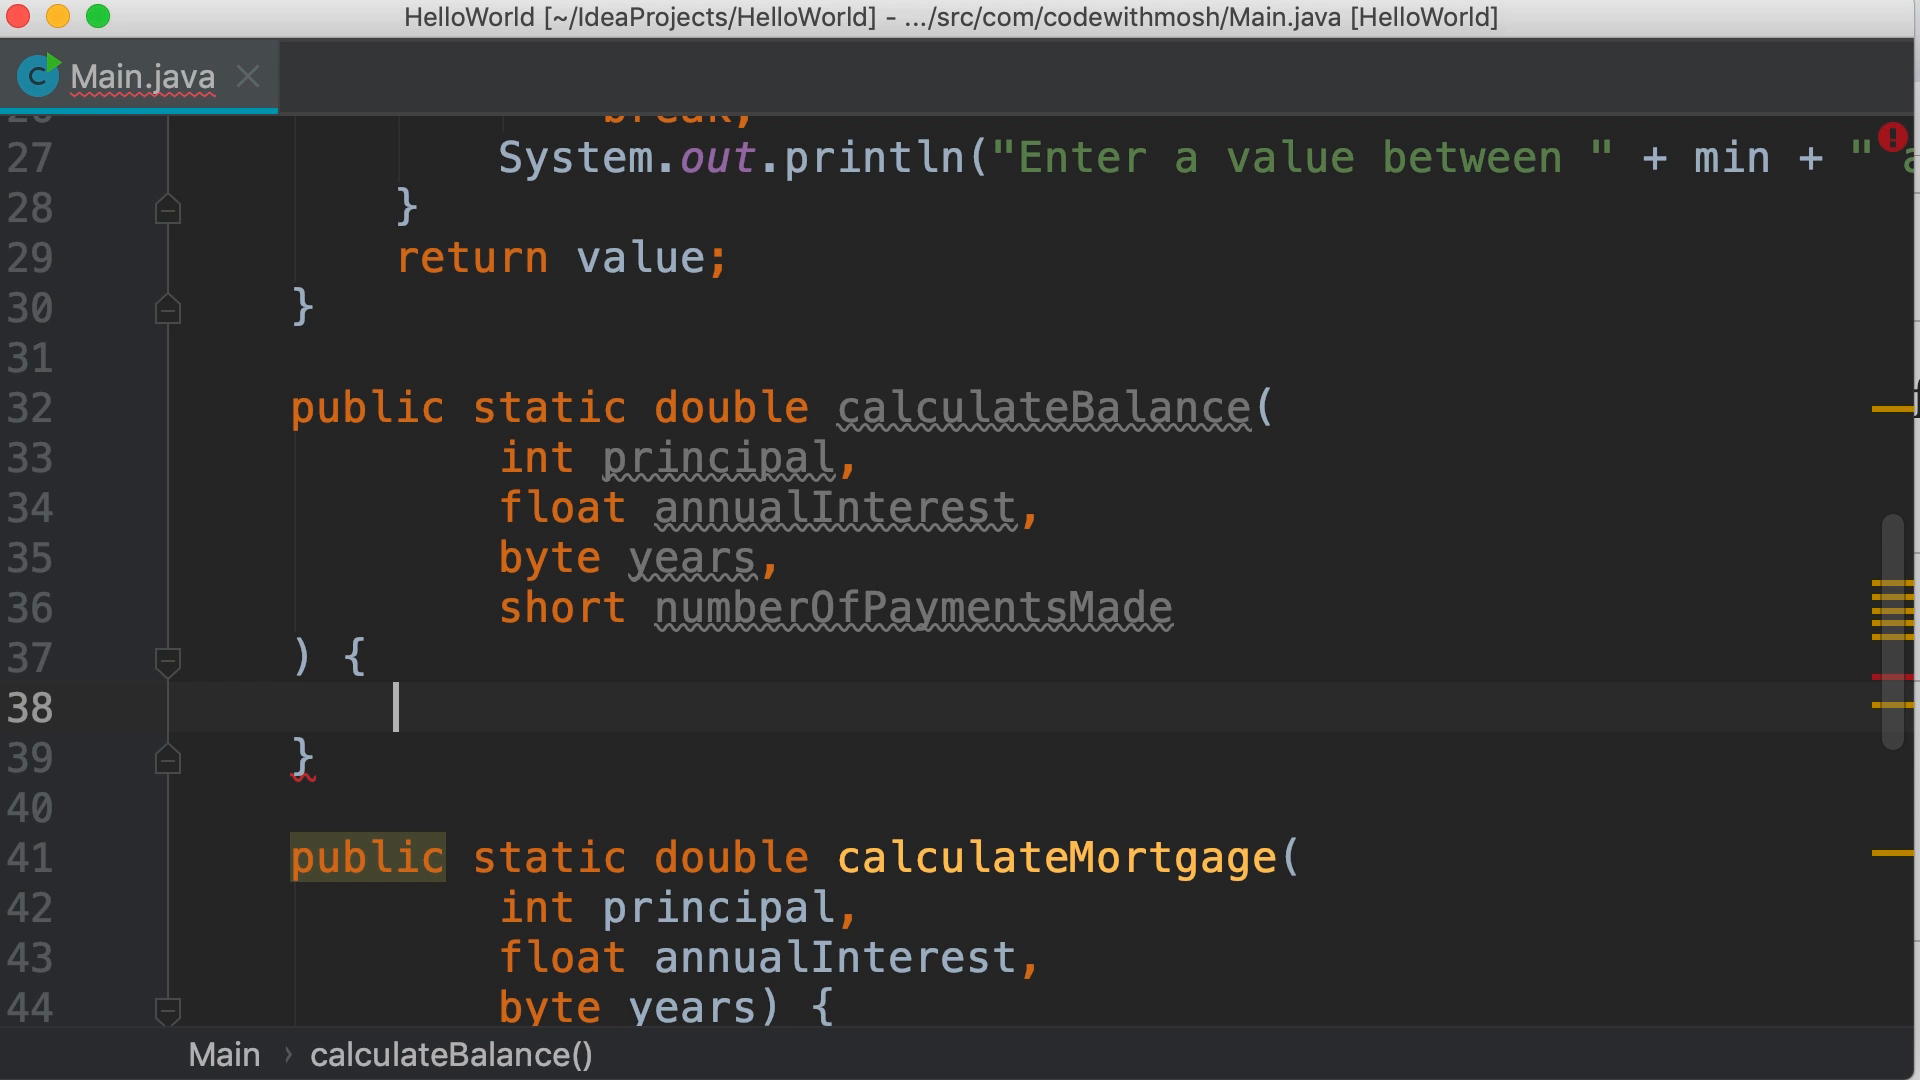 HelloWorld [~/IdeaProjects/HelloWorld] - .../src/com/codewithmosh/Main.java [HelloWorld]
Main.java
26 break;
27 System.out.println("Enter a value between " + min + " a
28 }
29 return value;
30 }
31
32 public static double calculateBalance(
33 int principal,
34 float annualInterest,
35 byte years,
36 short numberOfPaymentsMade
37 ) {
38
39 }
40
41 public static double calculateMortgage(
42 int principal,
43 float annualInterest,
44 byte years) {
Main › calculateBalance()